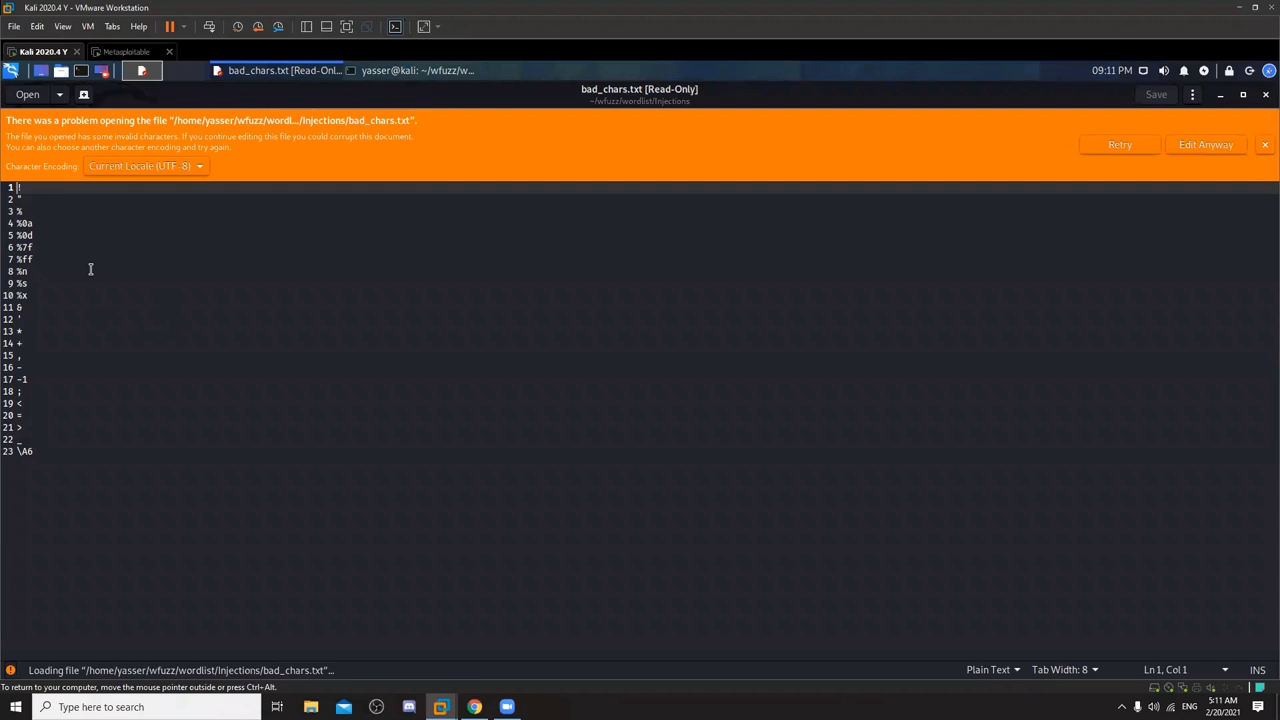 Kali 2020.4 Y - VMware Workstation
File Edit View VM Tabs Help
Kali 2020.4 Y Metasploitable
bad_chars.txt [Read-Onl... yasser@kali: ~/wfuzz/w... 09:11 PM
Open bad_chars.txt [Read-Only] Save
~/wfuzz/wordlist/Injections
There was a problem opening the file “/home/yasser/wfuzz/wordl.../Injections/bad_chars.txt”.
The file you opened has some invalid characters. If you continue editing this file you could corrupt this document.
You can also choose another character encoding and try again.
Retry Edit Anyway
Character Encoding: Current Locale (UTF-8)
1 !
2 "
3 %
4 %0a
5 %0d
6 %7f
7 %ff
8 %n
9 %s
10 %x
11 &
12 '
13 *
14 +
15 ,
16 -
17 -1
18 ;
19 <
20 =
21 >
22 _
23 \A6
Loading file “/home/yasser/wfuzz/wordlist/Injections/bad_chars.txt”... Plain Text Tab Width: 8 Ln 1, Col 1 INS
To return to your computer, move the mouse pointer outside or press Ctrl+Alt.
Type here to search ENG 5:11 AM
2/20/2021